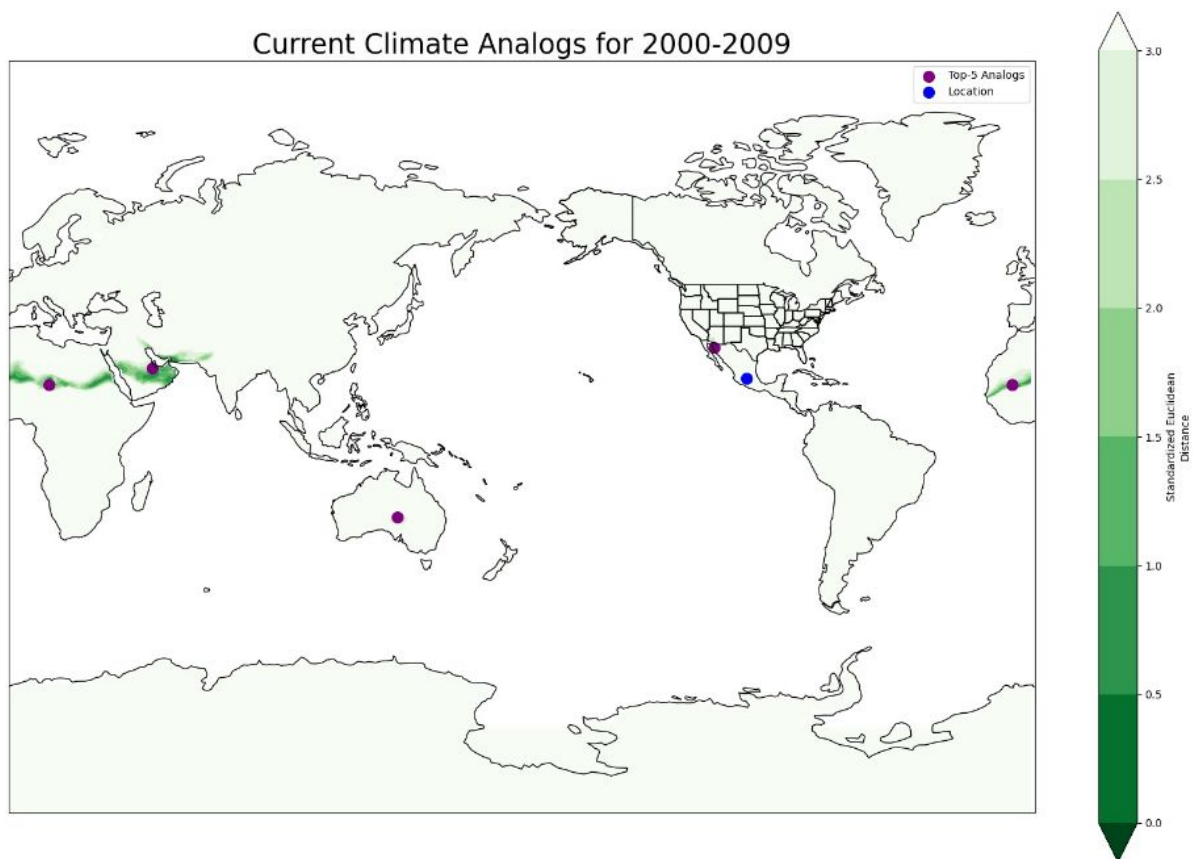 Current Climate Analogs for 2000-2009
Top-5 Analogs
Location
3.0
2.5
2.0
1.5
1.0
0.5
0.0
Standardized Euclidean
Distance